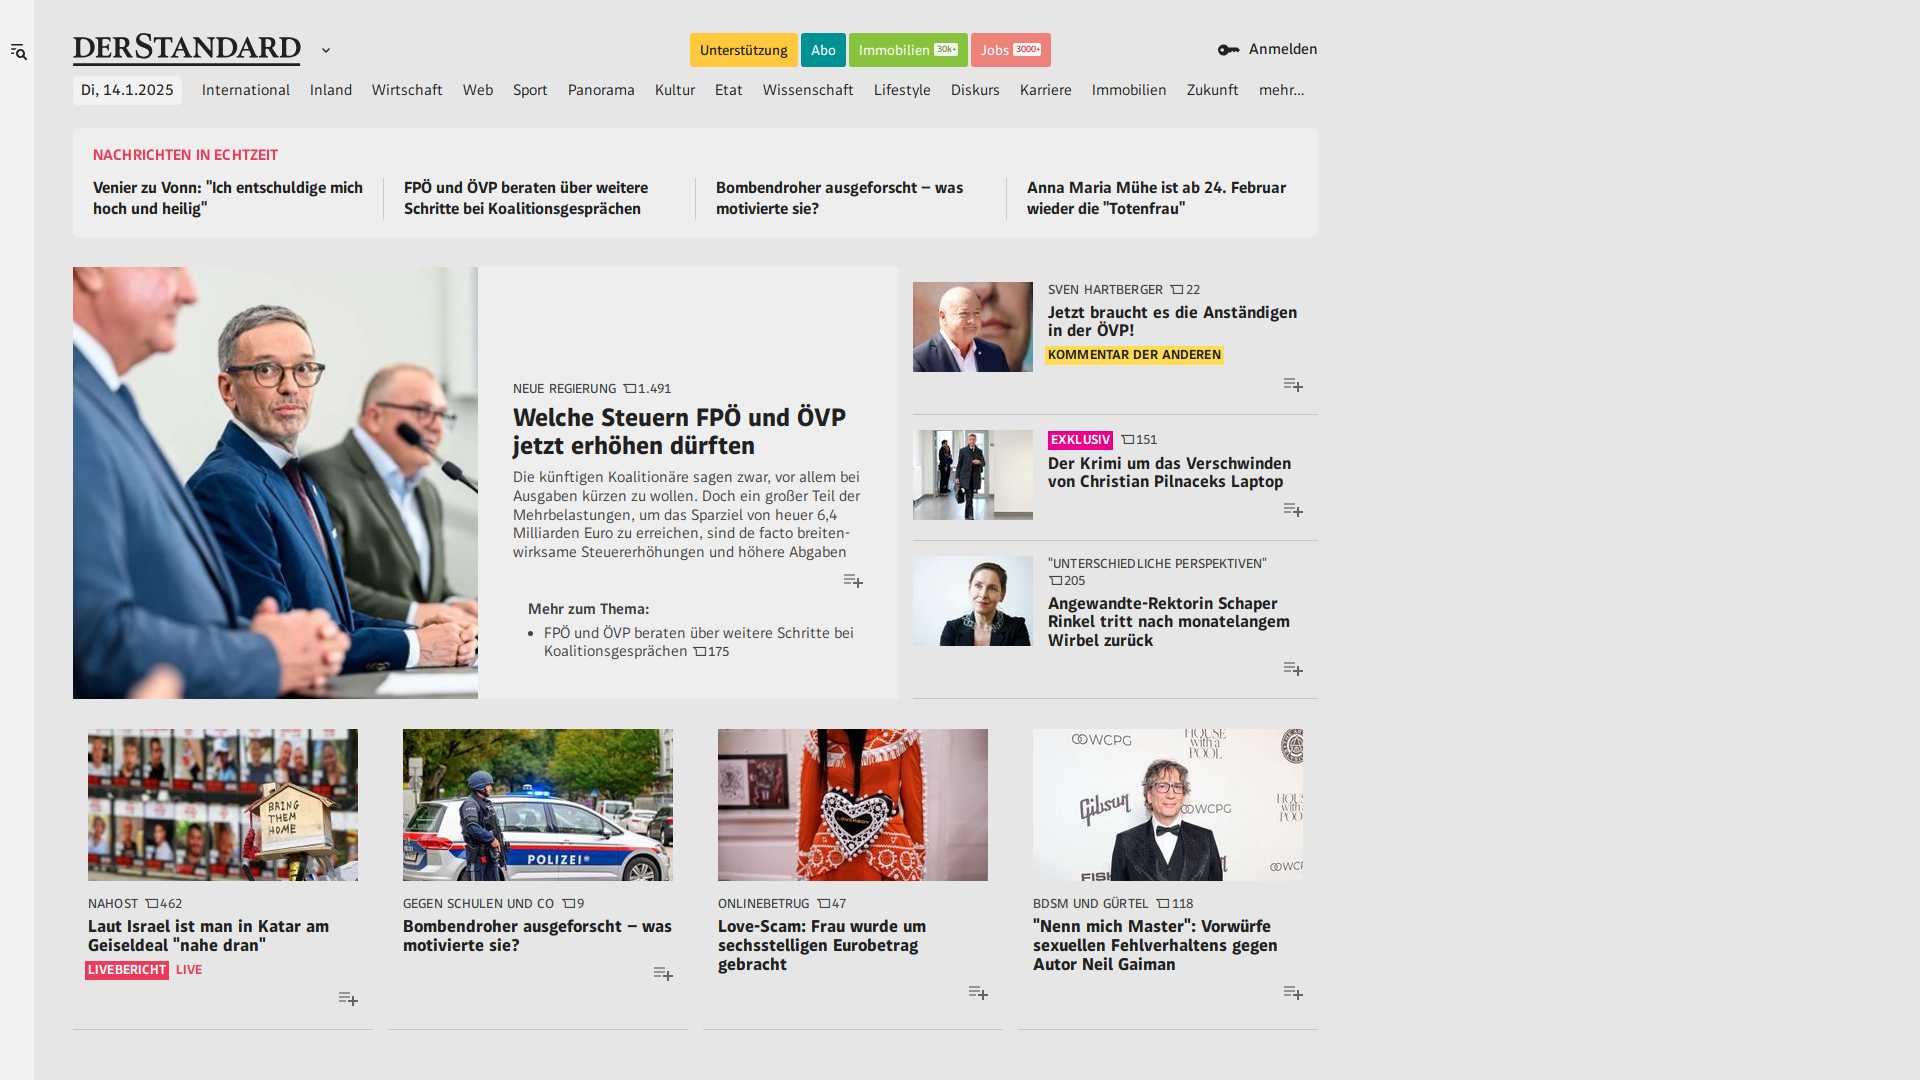 DERSTANDARD
Unterstützung
Abo
Immobilien 30k+
Jobs 3000+
Anmelden
Di, 14.1.2025
International
Inland
Wirtschaft
Web
Sport
Panorama
Kultur
Etat
Wissenschaft
Lifestyle
Diskurs
Karriere
Immobilien
Zukunft
mehr...
NACHRICHTEN IN ECHTZEIT
Venier zu Vonn: "Ich entschuldige mich
hoch und heilig"
FPÖ und ÖVP beraten über weitere
Schritte bei Koalitionsgesprächen
Bombendroher ausgeforscht – was
motivierte sie?
Anna Maria Mühe ist ab 24. Februar
wieder die "Totenfrau"
NEUE REGIERUNG 1.491
Welche Steuern FPÖ und ÖVP
jetzt erhöhen dürften
Die künftigen Koalitionäre sagen zwar, vor allem bei
Ausgaben kürzen zu wollen. Doch ein großer Teil der
Mehrbelastungen, um das Sparziel von heuer 6,4
Milliarden Euro zu erreichen, sind de facto breiten-
wirksame Steuererhöhungen und höhere Abgaben
Mehr zum Thema:
• FPÖ und ÖVP beraten über weitere Schritte bei
Koalitionsgesprächen 175
SVEN HARTBERGER 22
Jetzt braucht es die Anständigen
in der ÖVP!
KOMMENTAR DER ANDEREN
EXKLUSIV 151
Der Krimi um das Verschwinden
von Christian Pilnaceks Laptop
"UNTERSCHIEDLICHE PERSPEKTIVEN"
205
Angewandte-Rektorin Schaper
Rinkel tritt nach monatelangem
Wirbel zurück
BRING
THEM
HOME
NAHOST 462
Laut Israel ist man in Katar am
Geiseldeal "nahe dran"
LIVEBERICHT LIVE
POLIZEI
GEGEN SCHULEN UND CO 9
Bombendroher ausgeforscht – was
motivierte sie?
ONLINEBETRUG 47
Love-Scam: Frau wurde um
sechsstelligen Eurobetrag
gebracht
WCPG
HOUSE
with a
POOL
Gibson
WCPG
HOUS
with a
POO
WCP
FISH
BDSM UND GÜRTEL 118
"Nenn mich Master": Vorwürfe
sexuellen Fehlverhaltens gegen
Autor Neil Gaiman